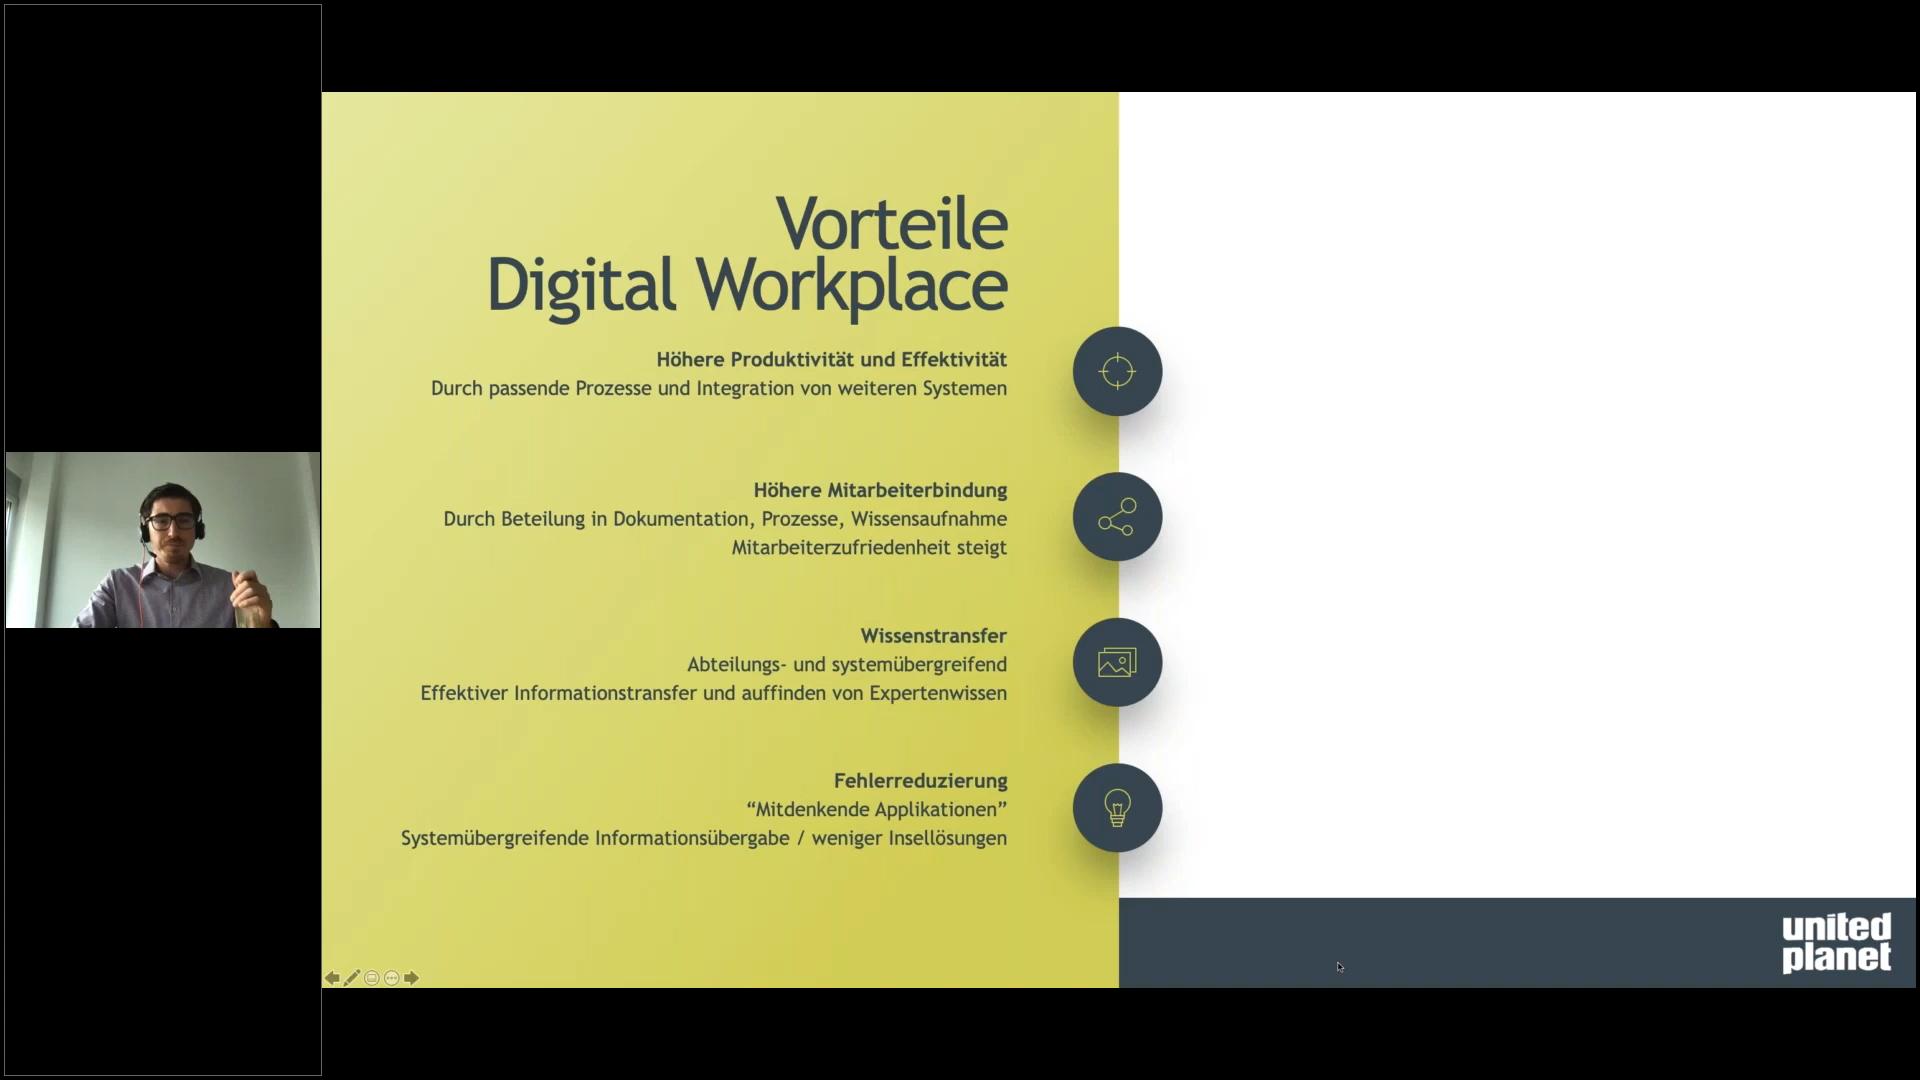 Vorteile
Digital Workplace
Höhere Produktivität und Effektivität
Durch passende Prozesse und Integration von weiteren Systemen
Höhere Mitarbeiterbindung
Durch Beteilung in Dokumentation, Prozesse, Wissensaufnahme
Mitarbeiterzufriedenheit steigt
Wissenstransfer
Abteilungs- und systemübergreifend
Effektiver Informationstransfer und auffinden von Expertenwissen
Fehlerreduzierung
“Mitdenkende Applikationen”
Systemübergreifende Informationsübergabe / weniger Insellösungen
united
planet